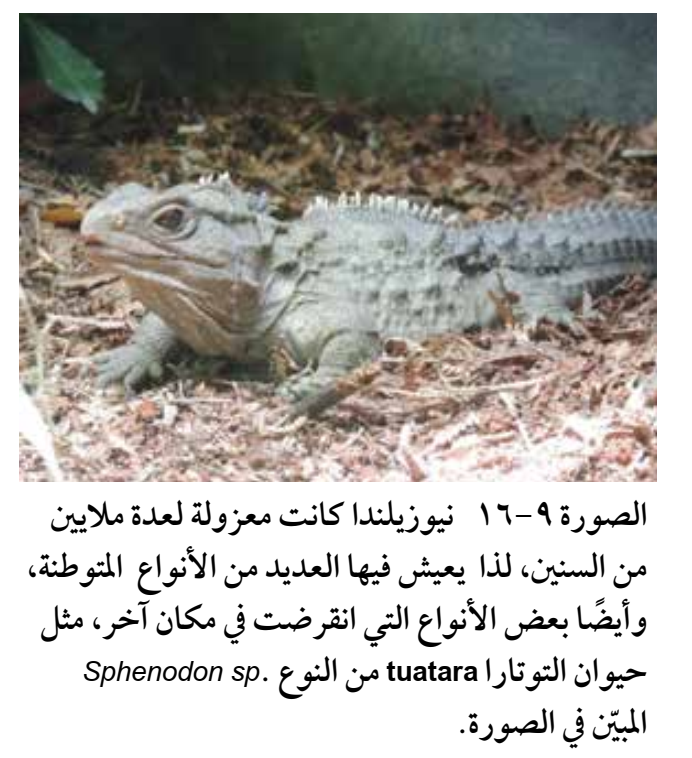 الصورة ٩-١٦ نيوزيلندا كانت معزولة لعدة ملايين
من السنين، لذا يعيش فيها العديد من الأنواع المتوطنة،
وأيضًا بعض الأنواع التي انقرضت في مكان آخر، مثل
حيوان التوتارا tuatara من النوع Sphenodon sp.
المبيّن في الصورة.